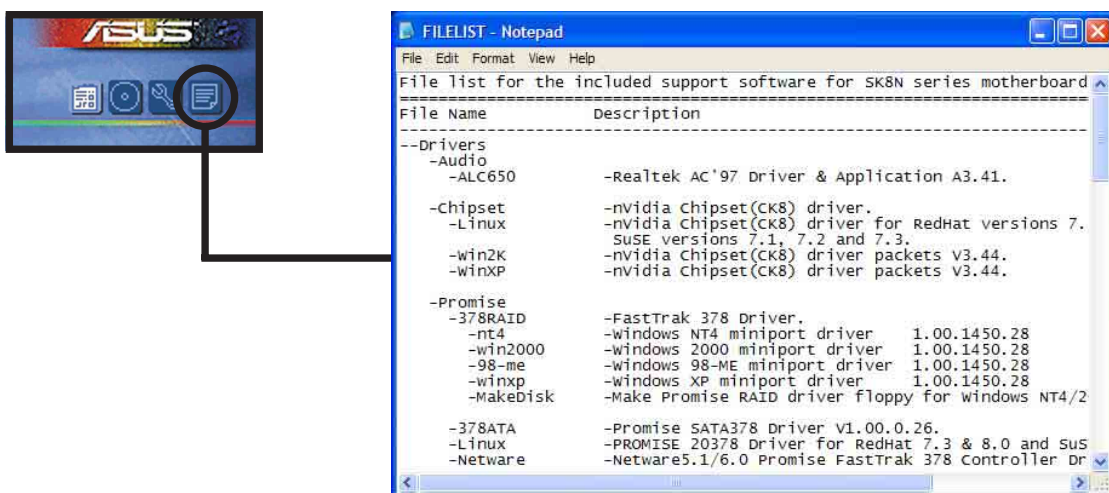 ASUS
FILELIST - Notepad
File Edit Format View Help
File list for the included support software for SK8N series motherboard
File Name Description
--Drivers
-Audio
-ALC650 -Realtek AC'97 Driver & Application A3.41.
-Chipset -nVidia Chipset(CK8) driver.
-Linux -nVidia Chipset(CK8) driver for RedHat versions 7.
SuSE versions 7.1, 7.2 and 7.3.
-Win2K -nVidia Chipset(CK8) driver packets V3.44.
-WinXP -nVidia Chipset(CK8) driver packets V3.44.
-Promise
-378RAID -FastTrak 378 Driver.
-nt4 -Windows NT4 miniport driver 1.00.1450.28
-win2000 -Windows 2000 miniport driver 1.00.1450.28
-98-me -Windows 98-ME miniport driver 1.00.1450.28
-winxp -Windows XP miniport driver 1.00.1450.28
-MakeDisk -Make Promise RAID driver floppy for Windows NT4/2
-378ATA -Promise SATA378 Driver V1.00.0.26.
-Linux -PROMISE 20378 Driver for RedHat 7.3 & 8.0 and SuS
-Netware -Netware5.1/6.0 Promise FastTrak 378 Controller Dr